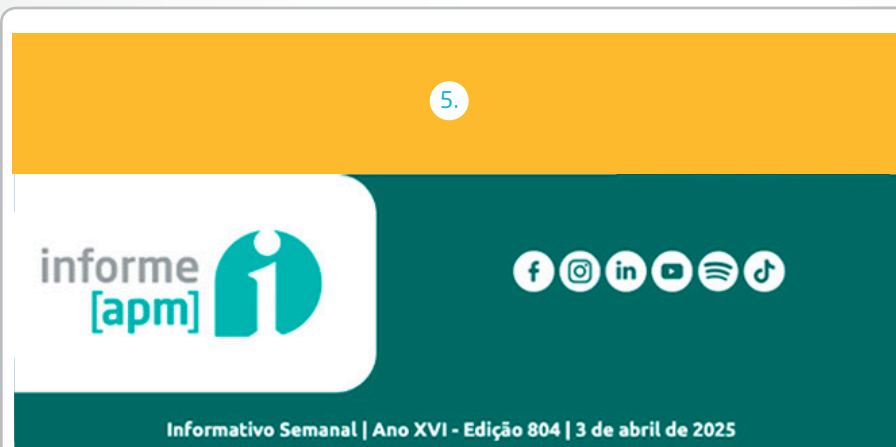 5.
informe
[apm]
Informativo Semanal | Ano XVI - Edição 804 | 3 de abril de 2025